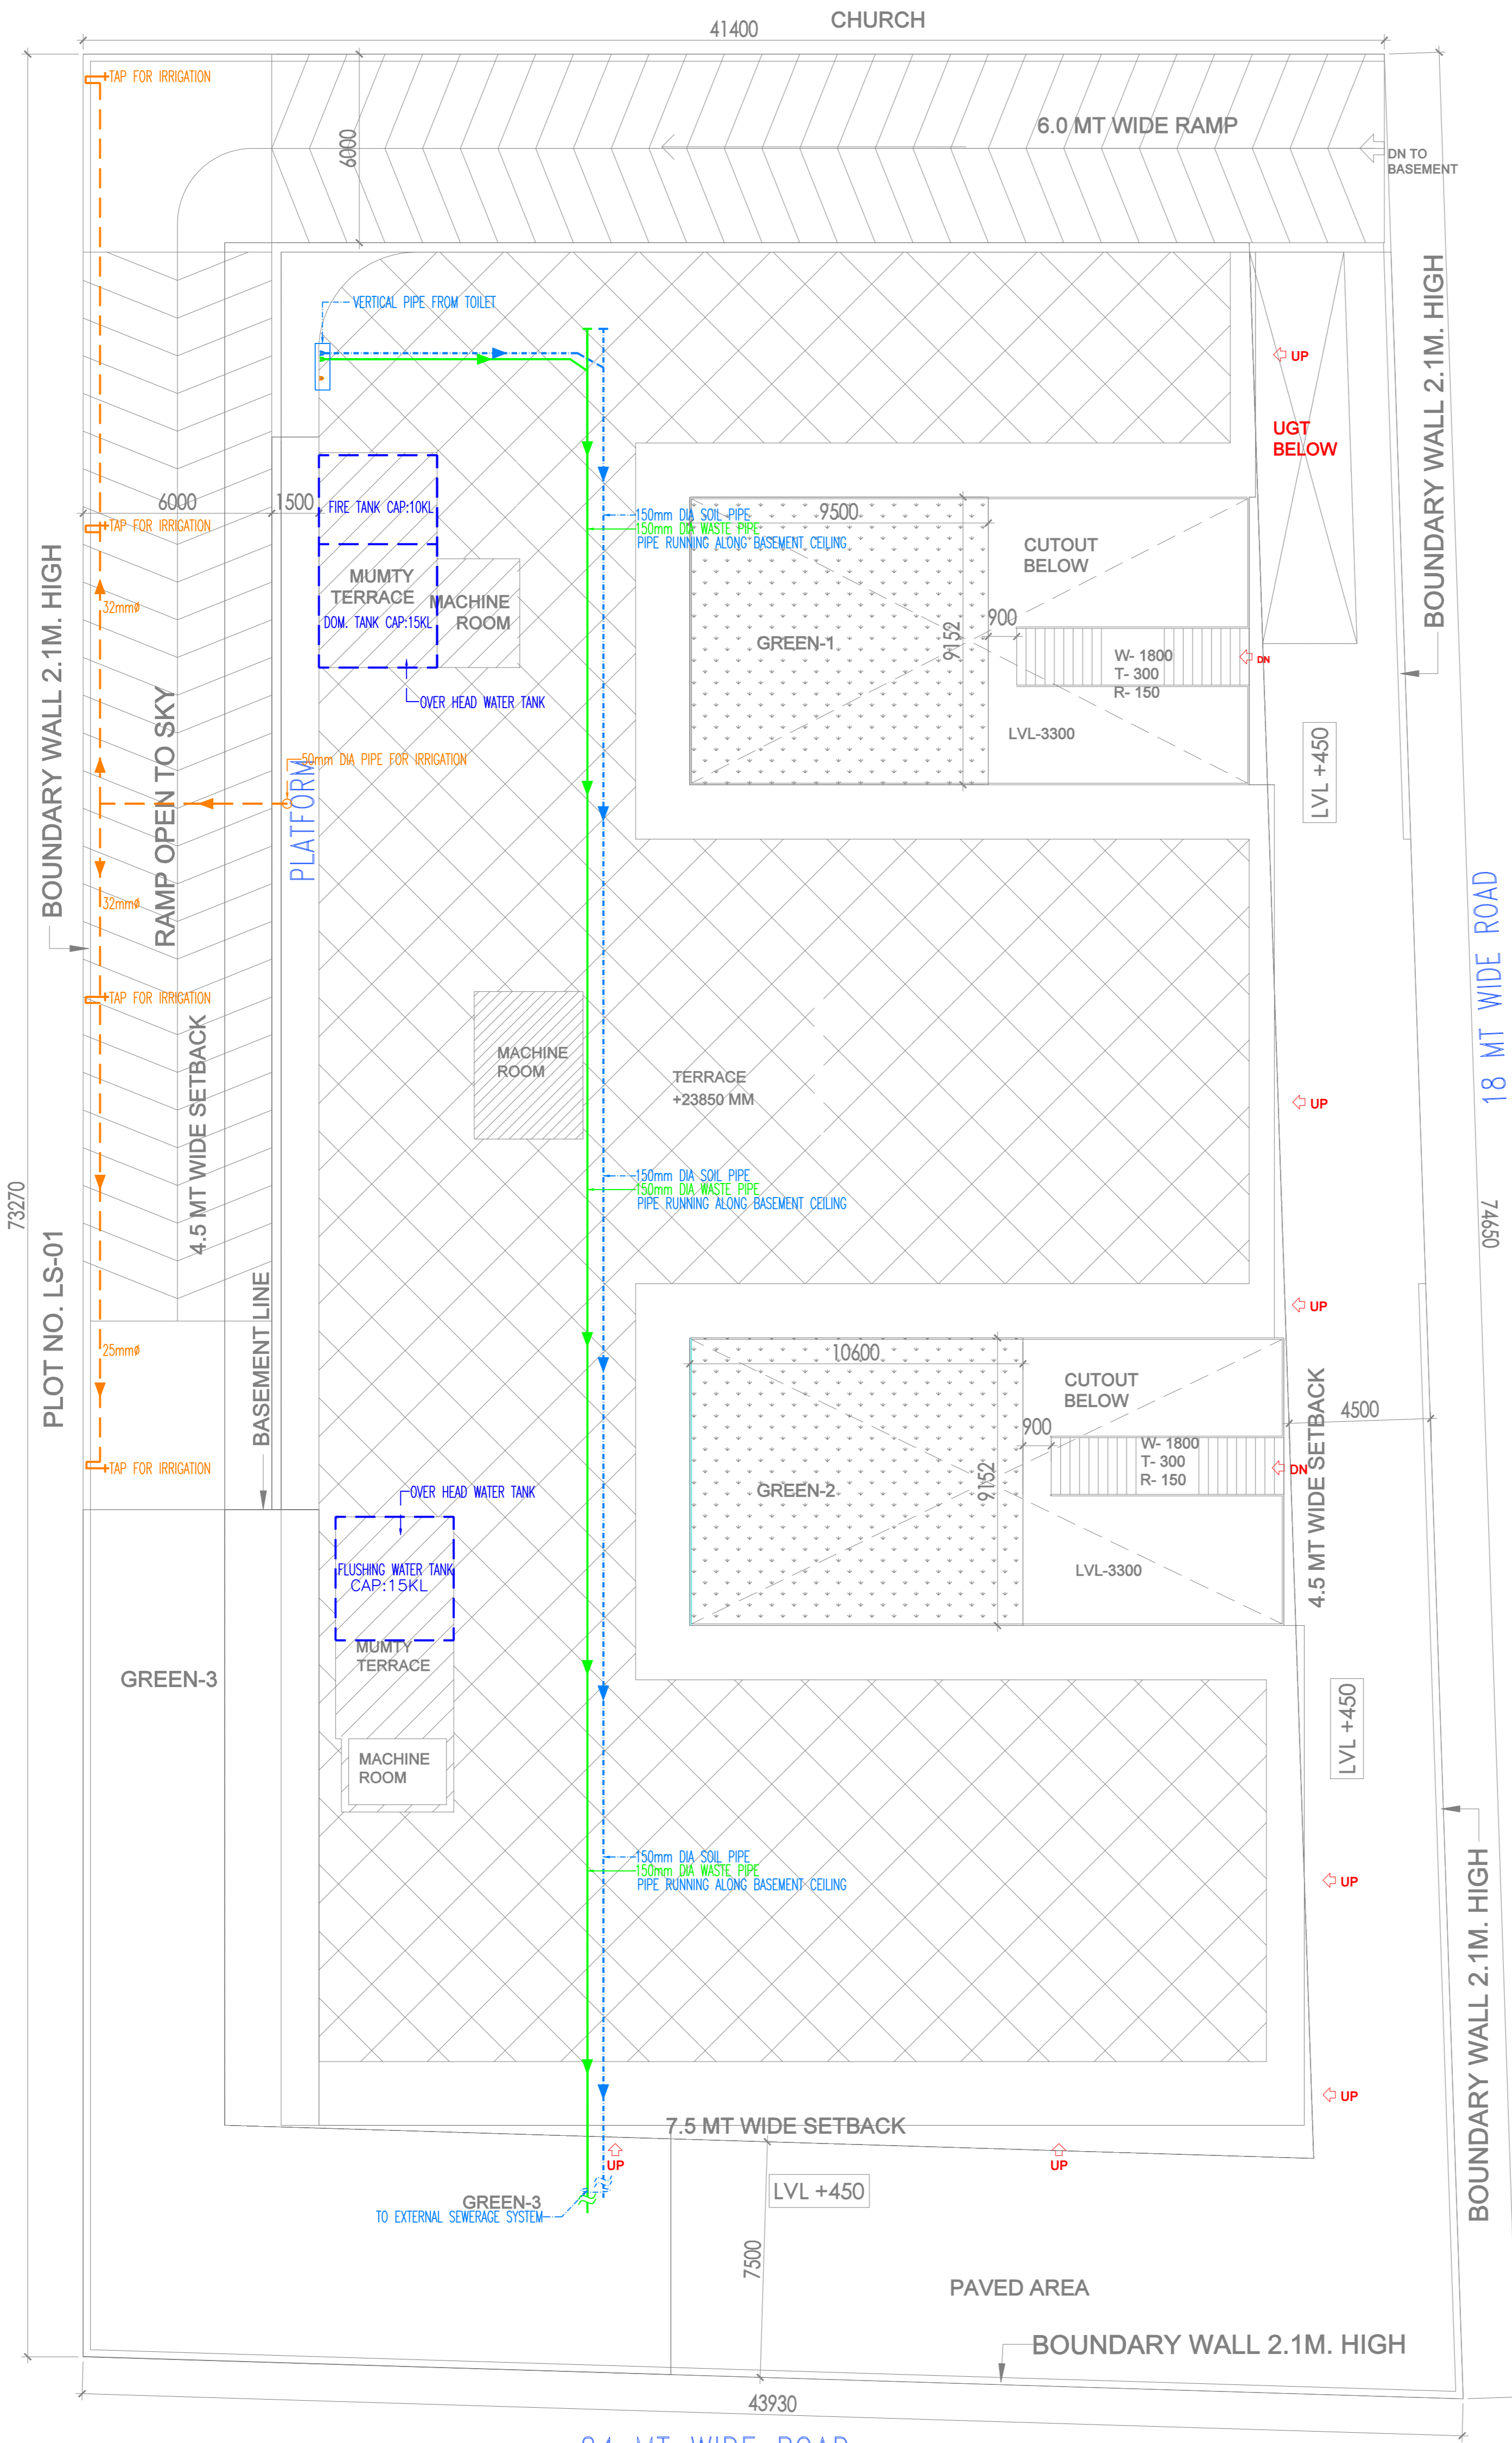 CHURCH
41400
TAP FOR IRRIGATION
6.0 MT WIDE RAMP
6000
DN TO
BASEMENT
VERTICAL PIPE FROM TOILET
UP
BOUNDARY WALL 2.1M. HIGH
UGT
BELOW
6000
1500
FIRE TANK CAP:10KL
TAP FOR IRRIGATION
150mm DIA SOIL PIPE
150mm DIA WASTE PIPE
PIPE RUNNING ALONG BASEMENT CEILING
9500
CUTOUT
BELOW
MUMTY
TERRACE
MACHINE
ROOM
DOM. TANK CAP:15KL
32mmø
GREEN-1
9152
900
W- 1800
T- 300
R- 150
DN
OVER HEAD WATER TANK
LVL-3300
LVL +450
BOUNDARY WALL 2.1M. HIGH
RAMP OPEN TO SKY
50mm DIA PIPE FOR IRRIGATION
PLATFORM
32mmø
18 MT WIDE ROAD
TAP FOR IRRIGATION
4.5 MT WIDE SETBACK
MACHINE
ROOM
TERRACE
+23850 MM
UP
150mm DIA SOIL PIPE
150mm DIA WASTE PIPE
PIPE RUNNING ALONG BASEMENT CEILING
73270
74650
PLOT NO. LS-01
BASEMENT LINE
UP
25mmø
10600
CUTOUT
BELOW
4500
4.5 MT WIDE SETBACK
900
W- 1800
T- 300
R- 150
DN
TAP FOR IRRIGATION
OVER HEAD WATER TANK
GREEN-2
9152
LVL-3300
FLUSHING WATER TANK
CAP:15KL
MUMTY
TERRACE
GREEN-3
LVL +450
MACHINE
ROOM
150mm DIA SOIL PIPE
150mm DIA WASTE PIPE
PIPE RUNNING ALONG BASEMENT CEILING
UP
BOUNDARY WALL 2.1M. HIGH
UP
7.5 MT WIDE SETBACK
UP
UP
LVL +450
GREEN-3
TO EXTERNAL SEWERAGE SYSTEM
7500
PAVED AREA
BOUNDARY WALL 2.1M. HIGH
43930
MT WIDE ROAD